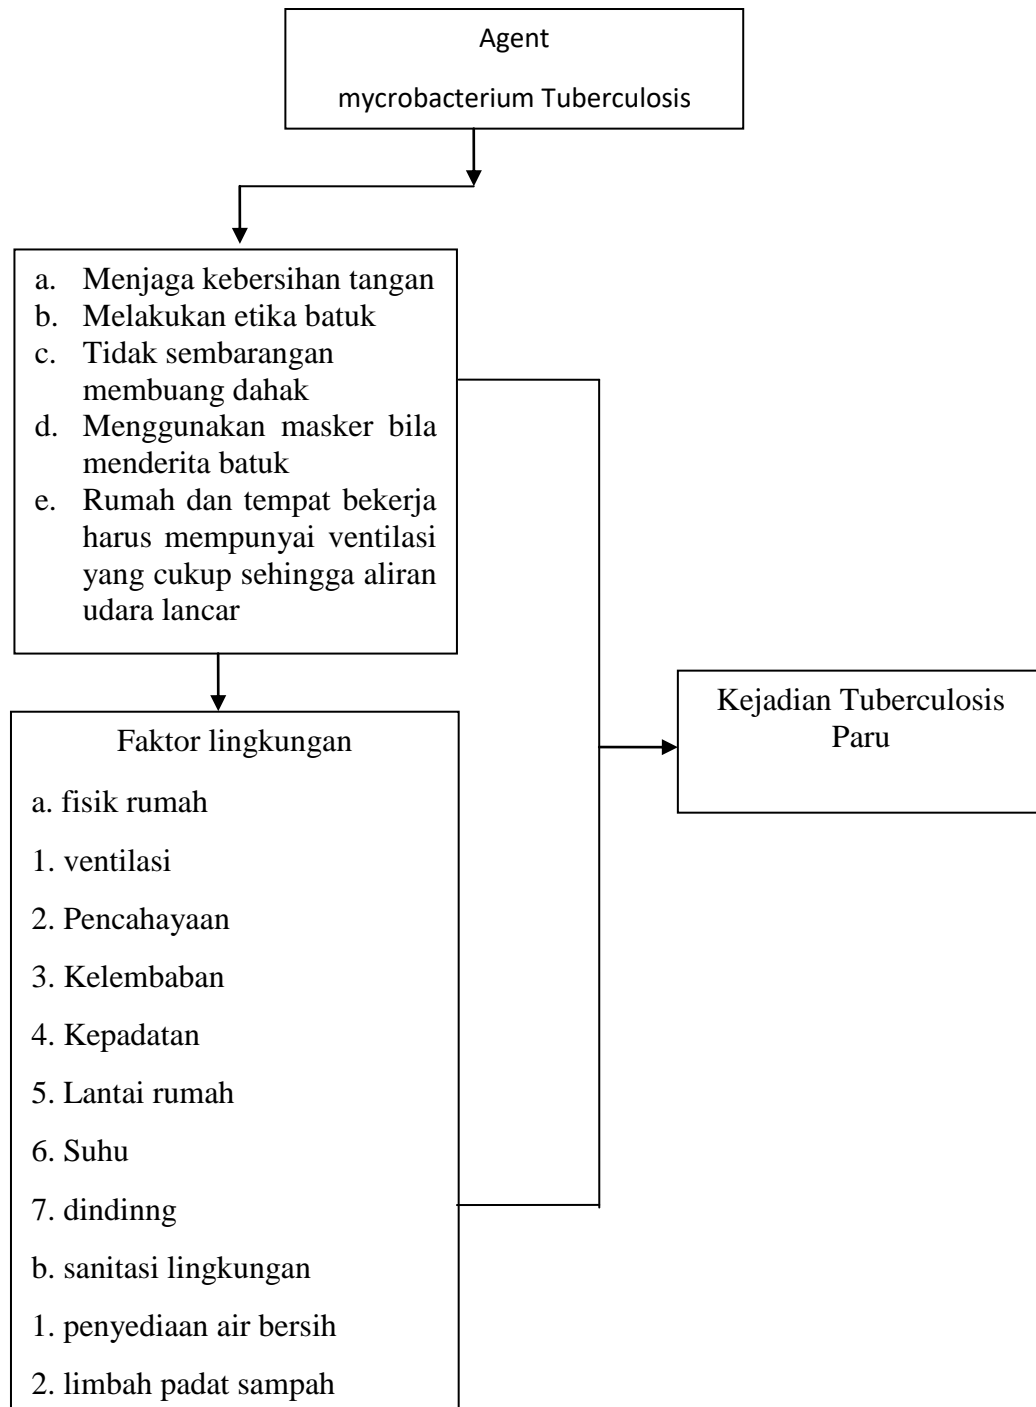 Agent
mycrobacterium Tuberculosis
a. Menjaga kebersihan tangan
b. Melakukan etika batuk
c. Tidak sembarangan
membuang dahak
d. Menggunakan masker bila
menderita batuk
e. Rumah dan tempat bekerja
harus mempunyai ventilasi
yang cukup sehingga aliran
udara lancar
Faktor lingkungan
a. fisik rumah
1. ventilasi
2. Pencahayaan
3. Kelembaban
4. Kepadatan
5. Lantai rumah
6. Suhu
7. dindinng
b. sanitasi lingkungan
1. penyediaan air bersih
2. limbah padat sampah
Kejadian Tuberculosis
Paru